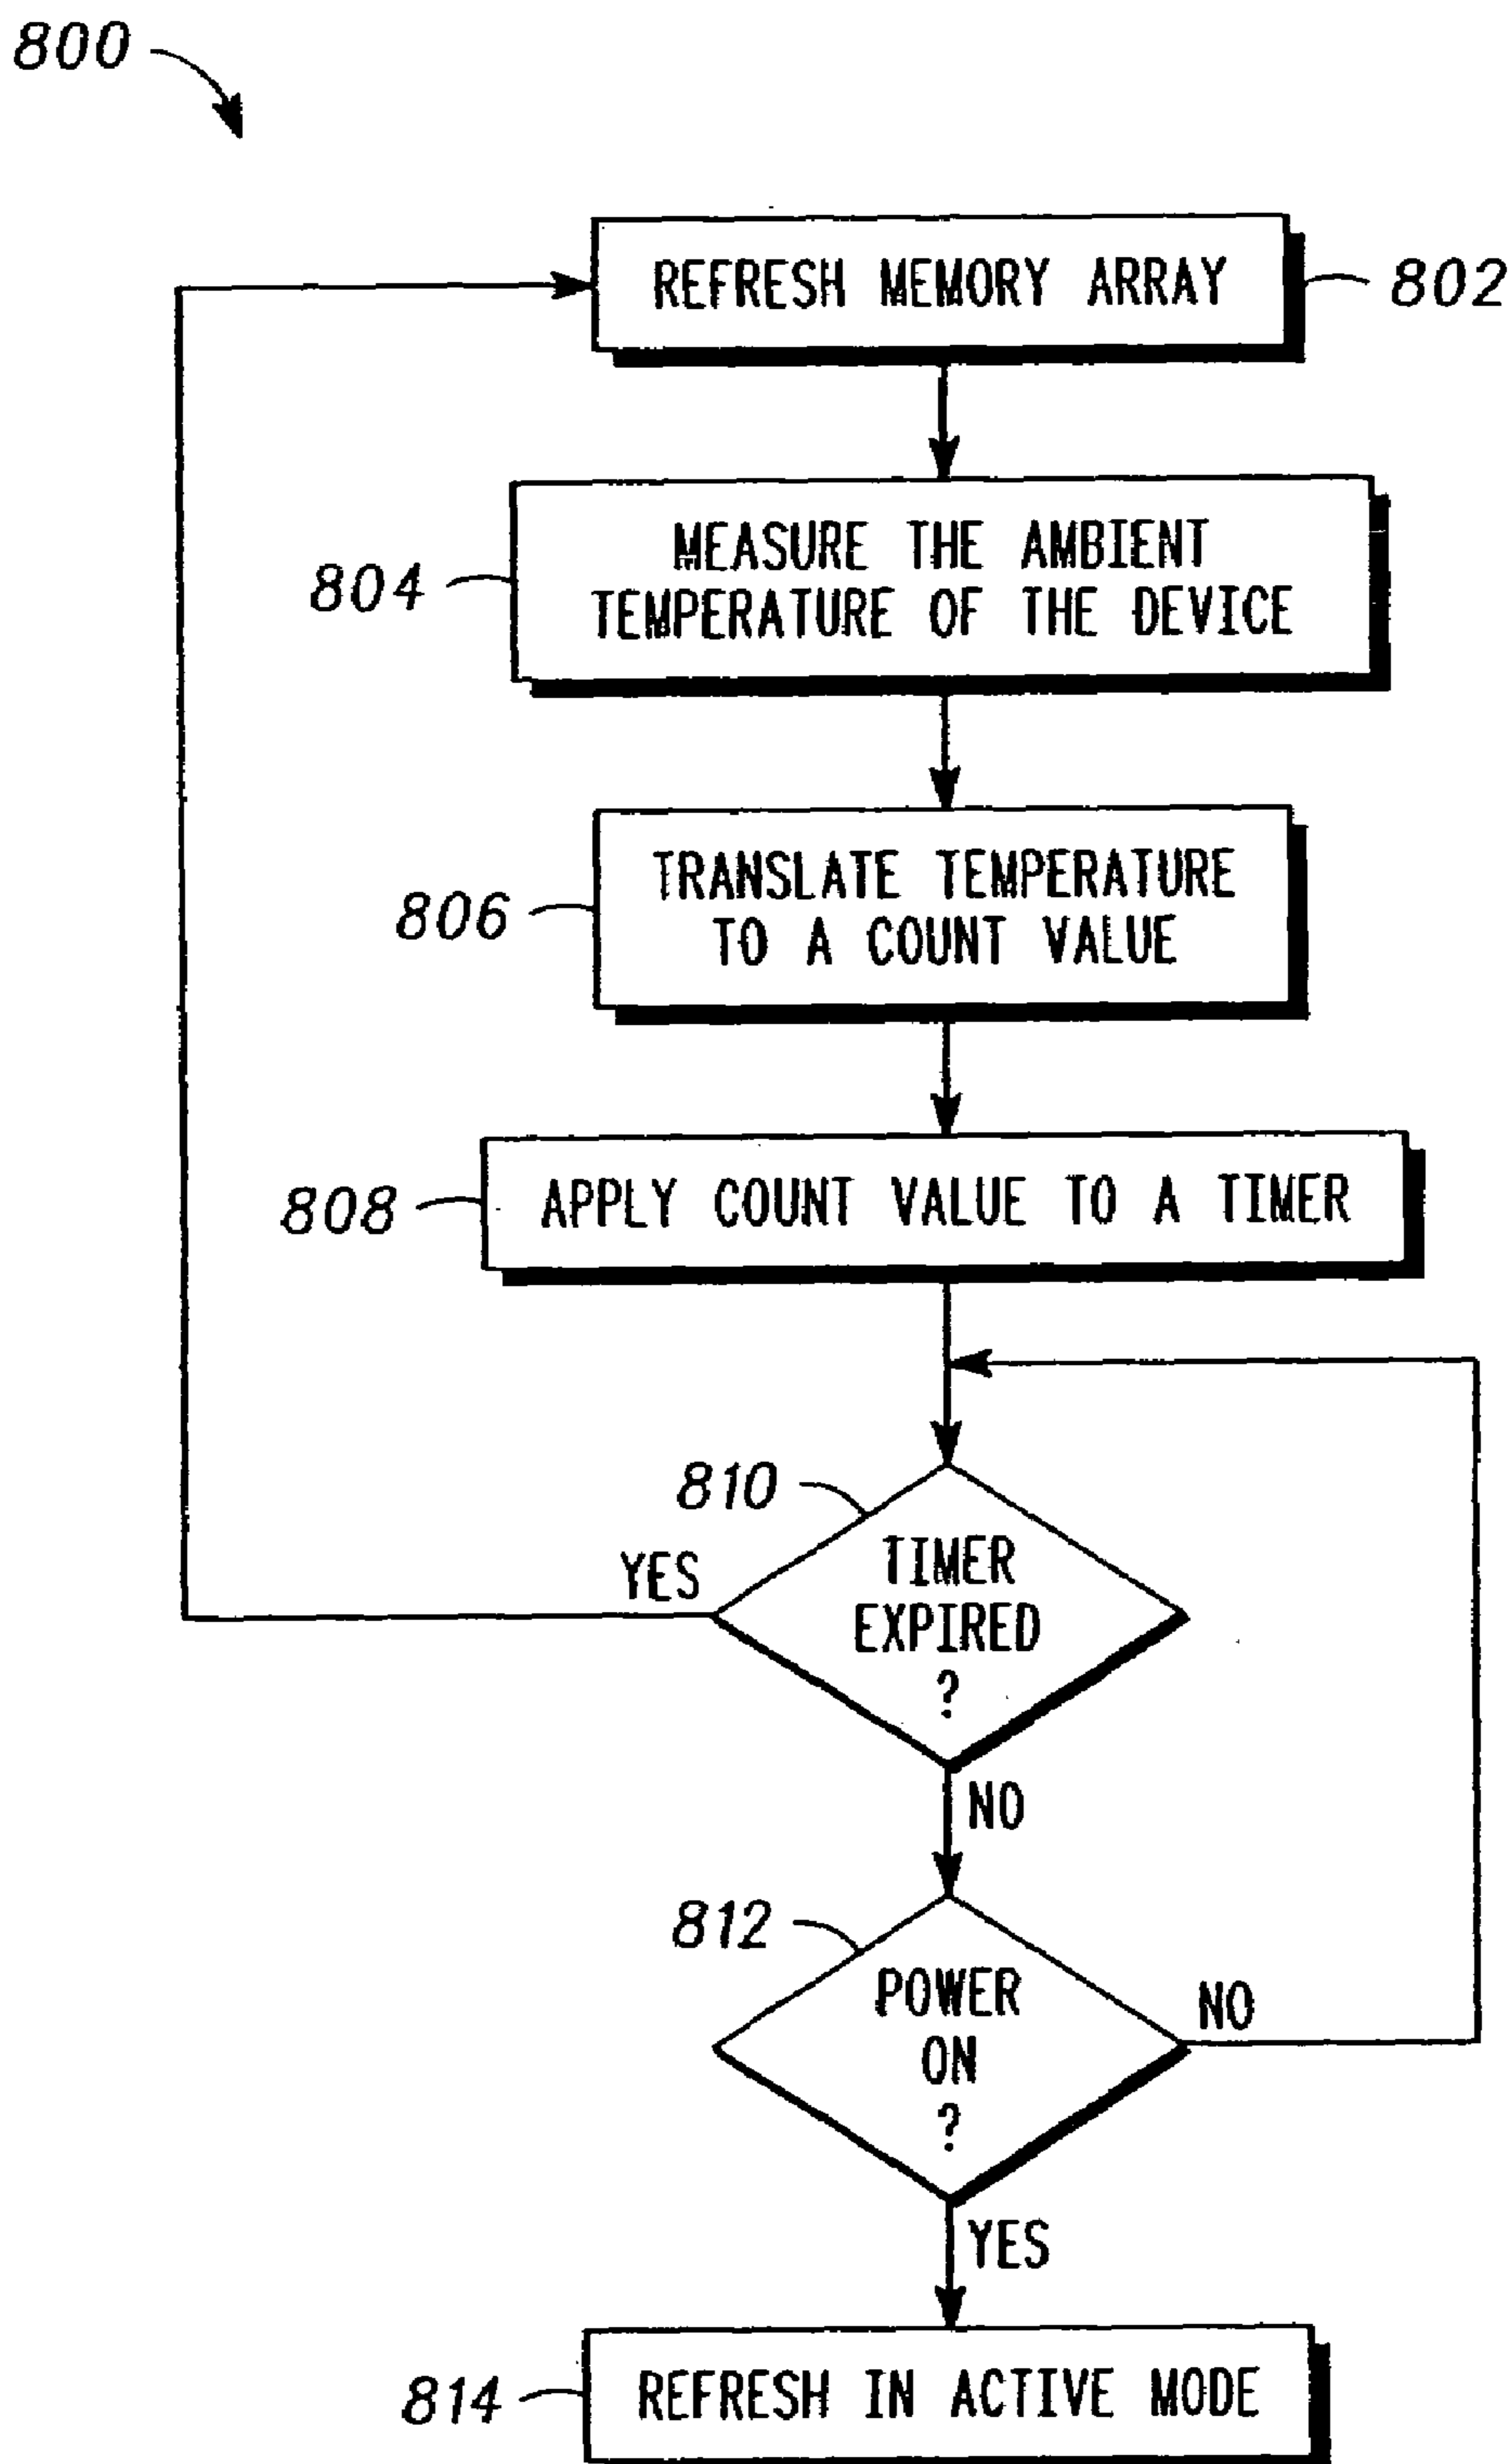 800
REFRESH MEMORY ARRAY
802
MEASURE THE AMBIENT
TEMPERATURE OF THE DEVICE
804
TRANSLATE TEMPERATURE
TO A COUNT VALUE
806
APPLY COUNT VALUE TO A TIMER
808
810
TIMER
EXPIRED
?
YES
NO
812
POWER
ON
?
NO
YES
REFRESH IN ACTIVE MODE
814